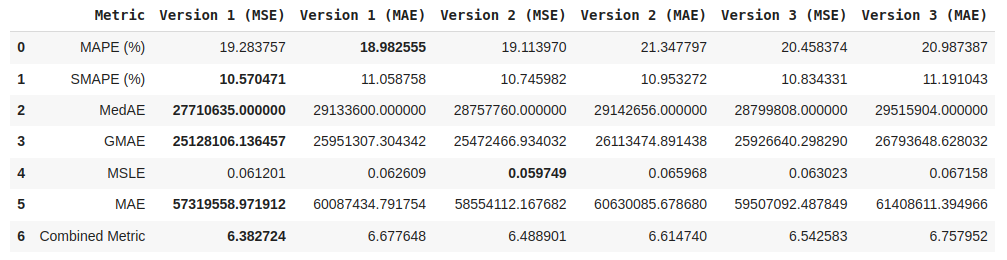 Metric Version 1 (MSE) Version 1 (MAE) Version 2 (MSE) Version 2 (MAE) Version 3 (MSE) Version 3 (MAE)
0 MAPE (%) 19.283757 18.982555 19.113970 21.347797 20.458374 20.987387
1 SMAPE (%) 10.570471 11.058758 10.745982 10.953272 10.834331 11.191043
2 MedAE 27710635.000000 29133600.000000 28757760.000000 29142656.000000 28799808.000000 29515904.000000
3 GMAE 25128106.136457 25951307.304342 25472466.934032 26113474.891438 25926640.298290 26793648.628032
4 MSLE 0.061201 0.062609 0.059749 0.065968 0.063023 0.067158
5 MAE 57319558.971912 60087434.791754 58554112.167682 60630085.678680 59507092.487849 61408611.394966
6 Combined Metric 6.382724 6.677648 6.488901 6.614740 6.542583 6.757952